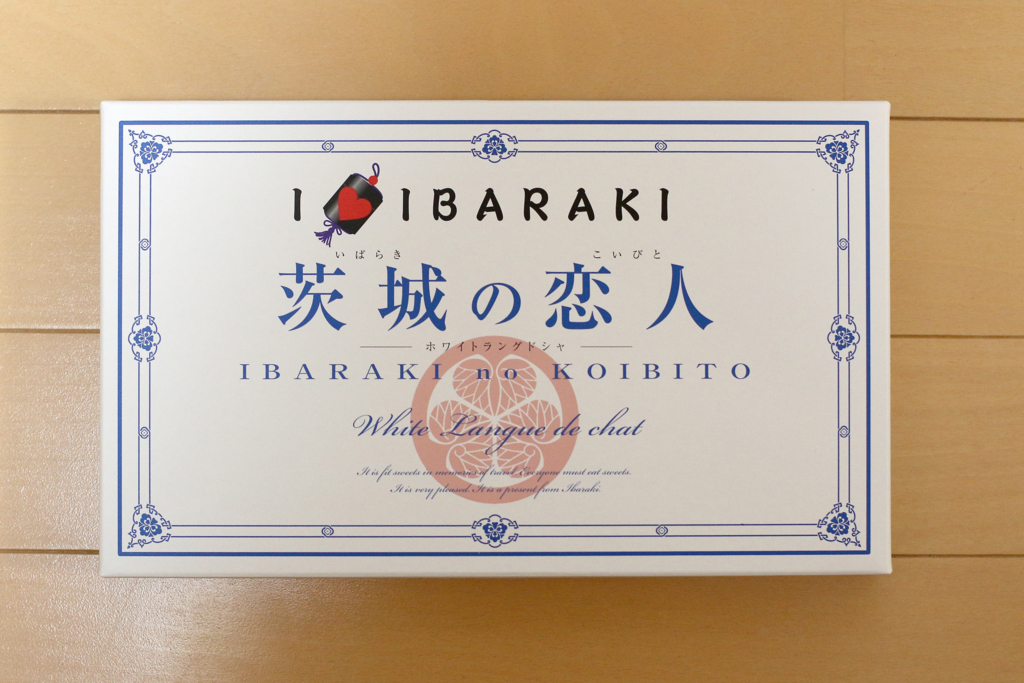 I IBARAKI
いばらき こいびと
茨城の恋人
ホワイトラングドシャ
IBARAKI no KOIBITO
White Langue de chat
It is fit sweets in memories of travel. Everyone must eat sweets.
It is very pleased. It is a present from Ibaraki.